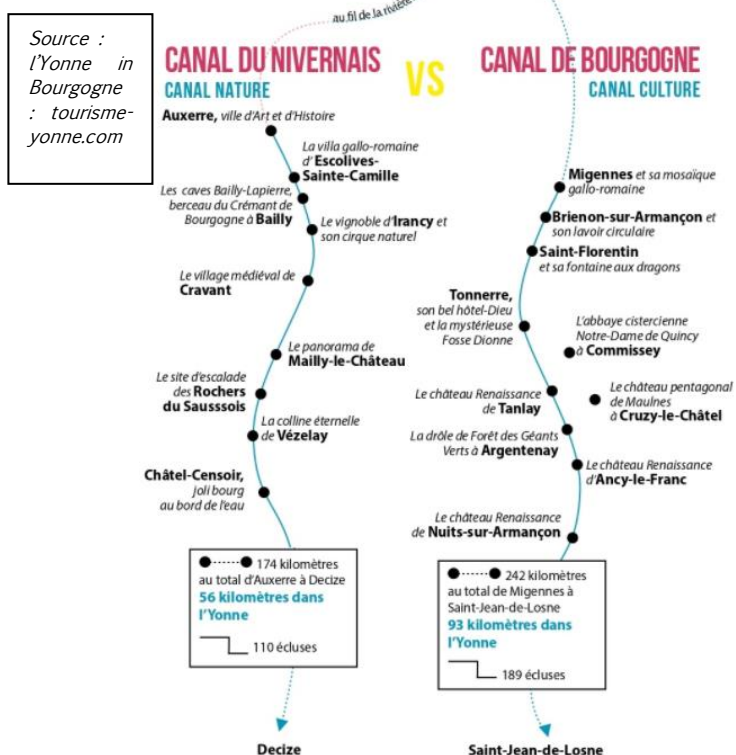 au fil de la rivière
Source :
l'Yonne in
Bourgogne
: tourisme-
yonne.com
CANAL DU NIVERNAIS
CANAL NATURE
VS
CANAL DE BOURGOGNE
CANAL CULTURE
Auxerre, ville d'Art et d'Histoire
La villa gallo-romaine
d'Escolives-
Sainte-Camille
Les caves Bailly-Lapierre,
berceau du Crémant de
Bourgogne à Bailly
Le vignoble d'Irancy et
son cirque naturel
Le village médiéval de
Cravant
Le panorama de
Mailly-le-Château
Le site d'escalade
des Rochers
du Sausssois
La colline éternelle
de Vézelay
Châtel-Censoir,
joli bourg
au bord de l'eau
174 kilomètres
au total d'Auxerre à Decize
56 kilomètres dans
l'Yonne
110 écluses
Decize
Migennes et sa mosaïque
gallo-romaine
Brienon-sur-Armançon et
son lavoir circulaire
Saint-Florentin
et sa fontaine aux dragons
Tonnerre,
son bel hôtel-Dieu
et la mystérieuse
Fosse Dionne
L'abbaye cistercienne
Notre-Dame de Quincy
à Commissey
Le château Renaissance
de Tanlay
Le château pentagonal
de Maulnes
à Cruzy-le-Châtel
La drôle de Forêt des Géants
Verts à Argentenay
Le château Renaissance
d'Ancy-le-Franc
Le château Renaissance
de Nuits-sur-Armançon
242 kilomètres
au total de Migennes à
Saint-Jean-de-Losne
93 kilomètres dans
l'Yonne
189 écluses
Saint-Jean-de-Losne